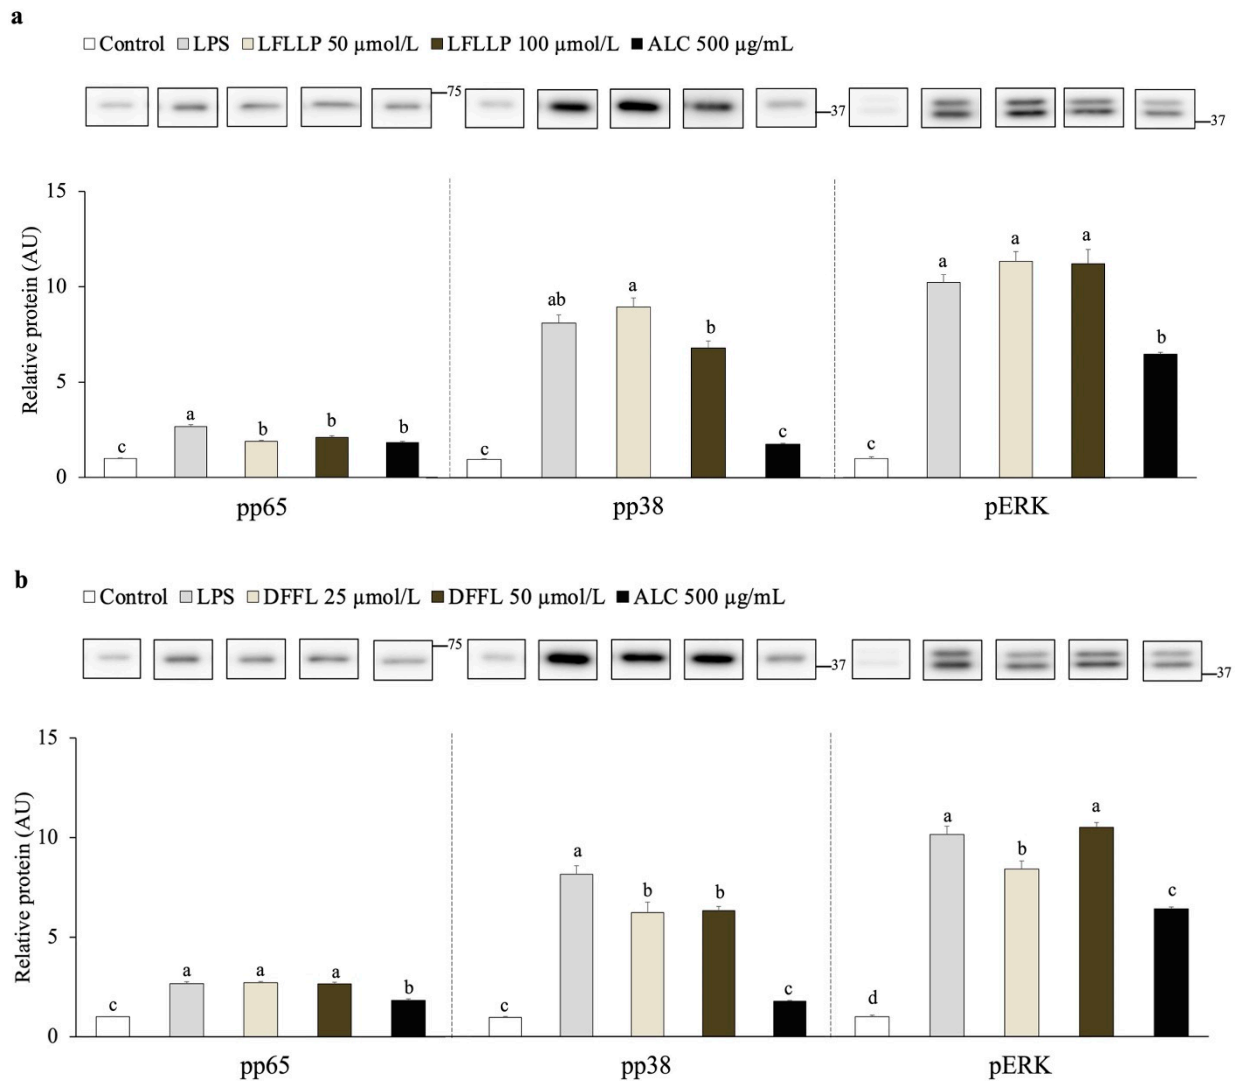 a
Control LPS LFLLP 50 µmol/L LFLLP 100 µmol/L ALC 500 µg/mL
75 37 37
Relative protein (AU)
15
10
5
0
c a b b b ab a b c c a a a b
pp65 pp38 pERK
b
Control LPS DFFL 25 µmol/L DFFL 50 µmol/L ALC 500 µg/mL
75 37 37
Relative protein (AU)
15
10
5
0
c a a a b c a b b c d a b a c
pp65 pp38 pERK